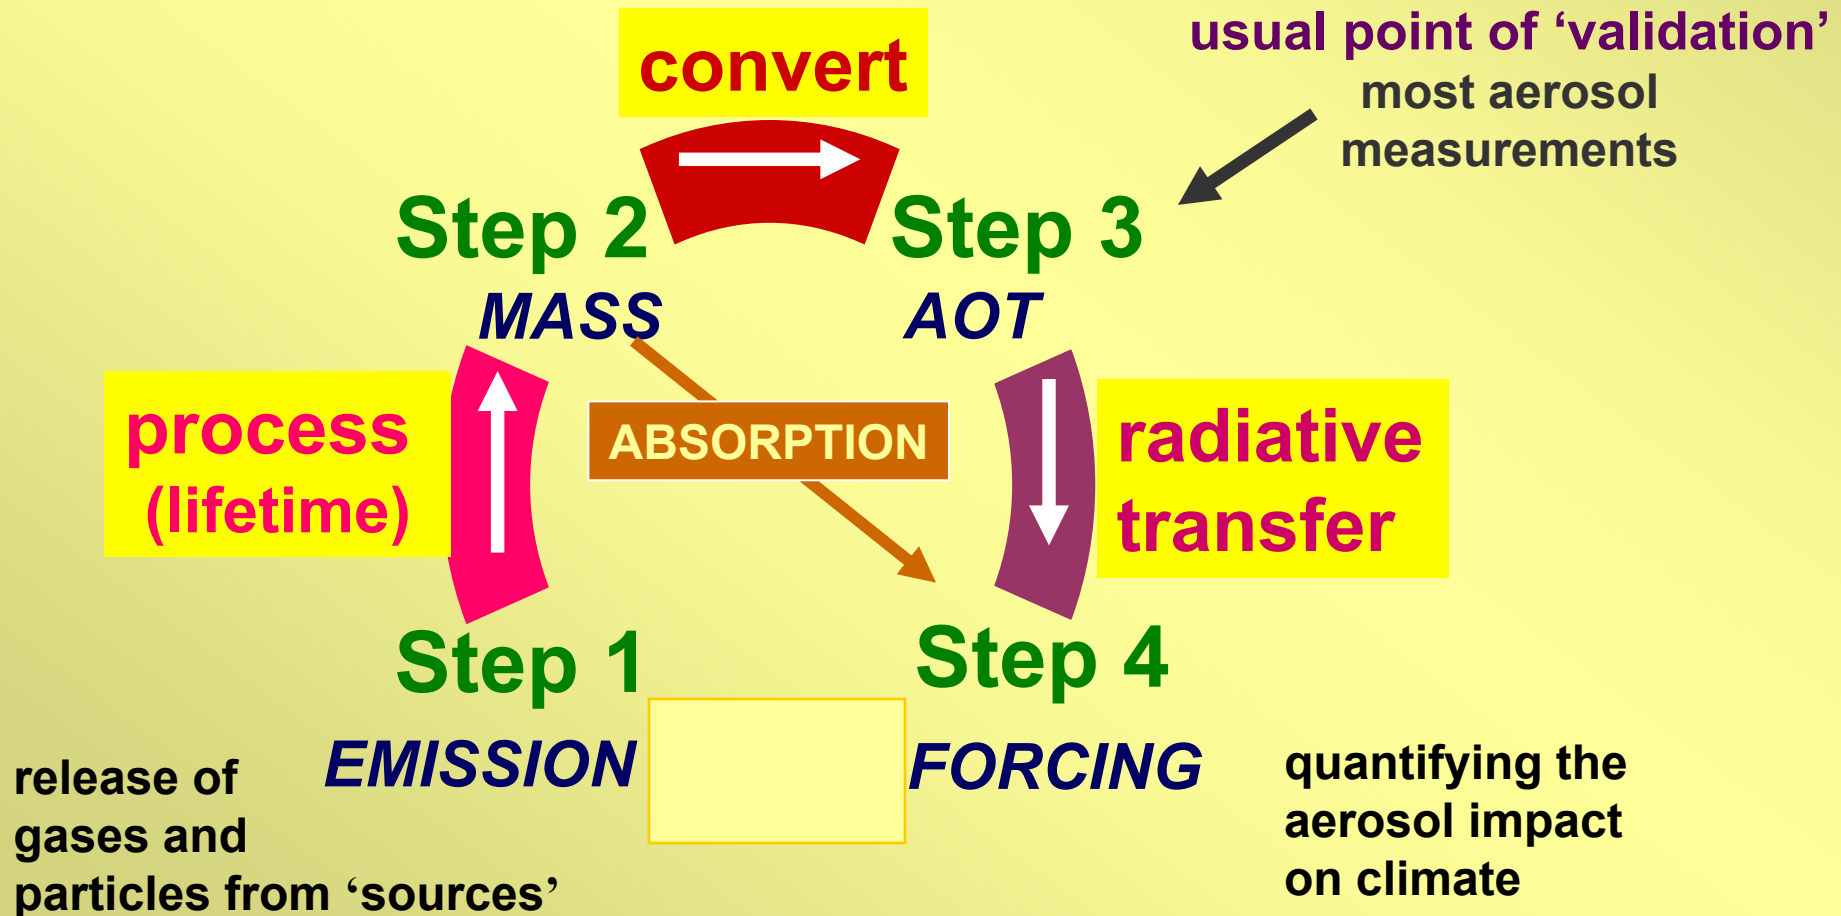 convert
usual point of ‘validation’
most aerosol
measurements
Step 2
Step 3
MASS
AOT
process
(lifetime)
ABSORPTION
radiative
transfer
Step 1
Step 4
EMISSION
FORCING
release of
gases and
particles from ‘sources’
quantifying the
aerosol impact
on climate